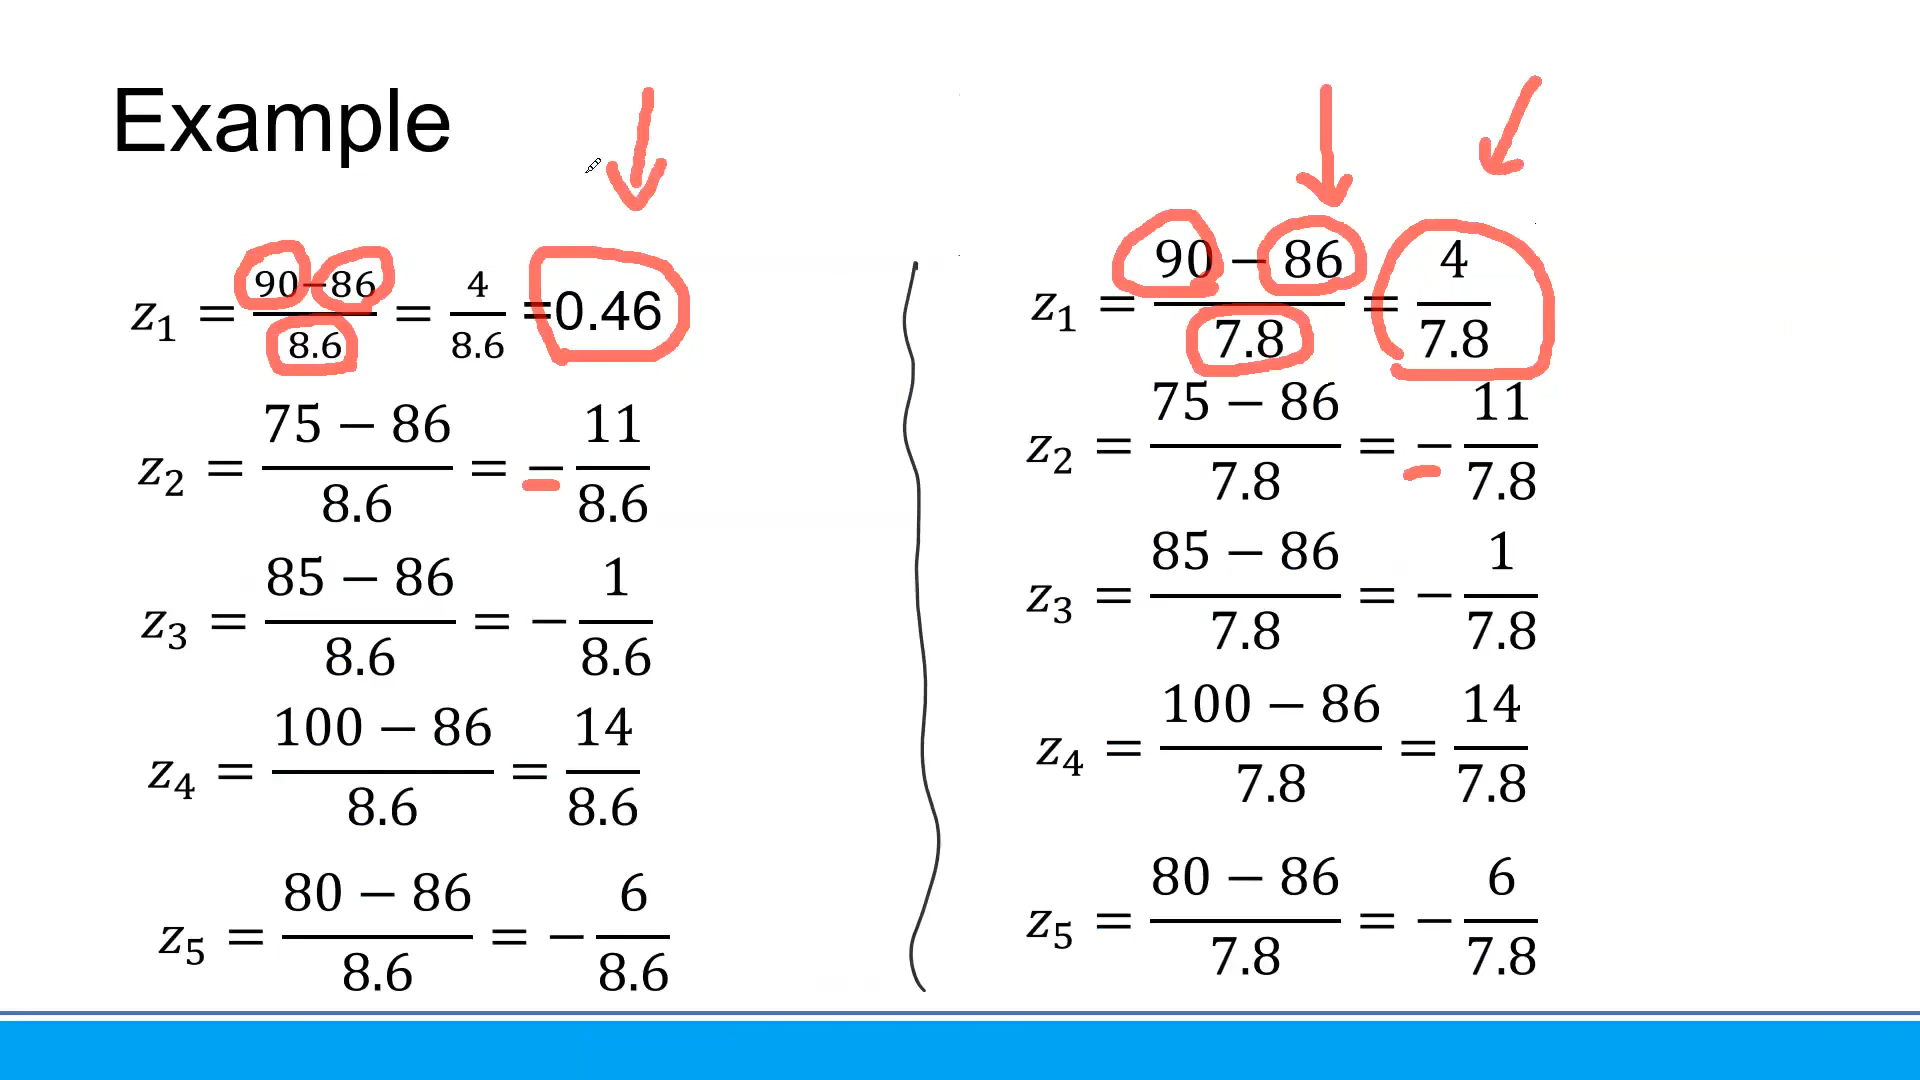 Example
z₁ = (90−86)/8.6 = 4/8.6 =0.46
z₂ = (75 − 86)/8.6 = − 11/8.6
z₃ = (85 − 86)/8.6 = − 1/8.6
z₄ = (100 − 86)/8.6 = 14/8.6
z₅ = (80 − 86)/8.6 = − 6/8.6
z₁ = (90 − 86)/7.8 = 4/7.8
z₂ = (75 − 86)/7.8 = − 11/7.8
z₃ = (85 − 86)/7.8 = − 1/7.8
z₄ = (100 − 86)/7.8 = 14/7.8
z₅ = (80 − 86)/7.8 = − 6/7.8